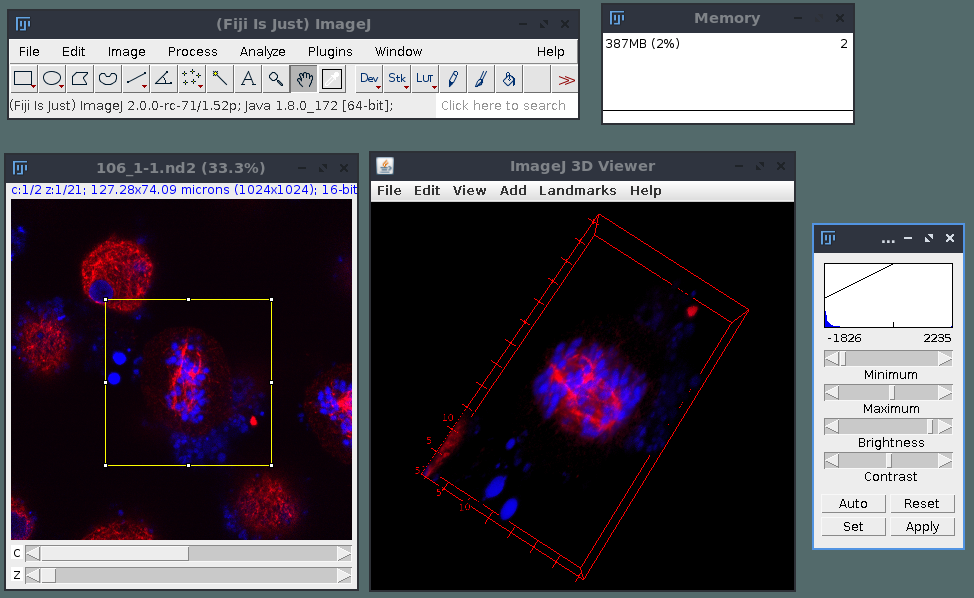 (Fiji Is Just) ImageJ
File Edit Image Process Analyze Plugins Window Help
Dev Stk LUT
(Fiji Is Just) ImageJ 2.0.0-rc-71/1.52p; Java 1.8.0_172 [64-bit];
Click here to search
Memory
387MB (2%) 2
106_1-1.nd2 (33.3%)
c:1/2 z:1/21; 127.28x74.09 microns (1024x1024); 16-bit
C
Z
ImageJ 3D Viewer
File Edit View Add Landmarks Help
10
5
5
10
...
-1826 2235
Minimum
Maximum
Brightness
Contrast
Auto Reset
Set Apply